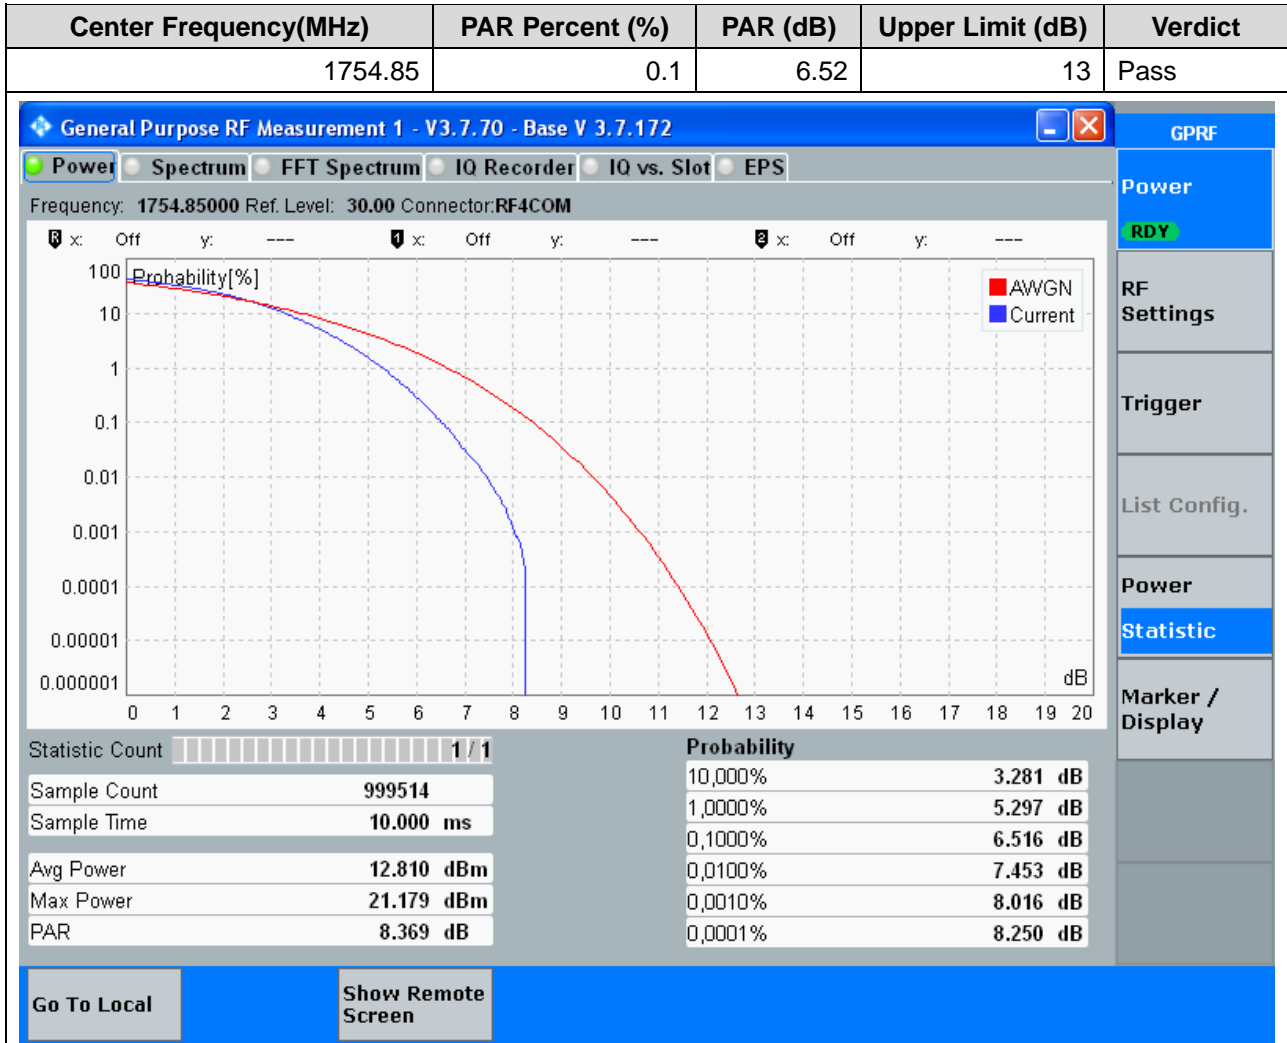 Center Frequency(MHz) PAR Percent (%) PAR (dB) Upper Limit (dB) Verdict
1754.85 0.1 6.52 13 Pass
General Purpose RF Measurement 1 - V3.7.70 - Base V 3.7.172
GPRF
Power Spectrum FFT Spectrum IQ Recorder IQ vs. Slot EPS
Power
RDY
Frequency: 1754.85000 Ref. Level: 30.00 Connector:RF4COM
R x: Off y: --- 1 x: Off y: --- 2 x: Off y: ---
Probability[%]
AWGN
Current
100
10
1
0.1
0.01
0.001
0.0001
0.00001
0.000001
dB
0 1 2 3 4 5 6 7 8 9 10 11 12 13 14 15 16 17 18 19 20
RF
Settings
Trigger
List Config.
Power
Statistic
Marker /
Display
Statistic Count 1 / 1
Sample Count 999514
Sample Time 10.000 ms
Avg Power 12.810 dBm
Max Power 21.179 dBm
PAR 8.369 dB
Probability
10,000% 3.281 dB
1,0000% 5.297 dB
0,1000% 6.516 dB
0,0100% 7.453 dB
0,0010% 8.016 dB
0,0001% 8.250 dB
Go To Local
Show Remote
Screen